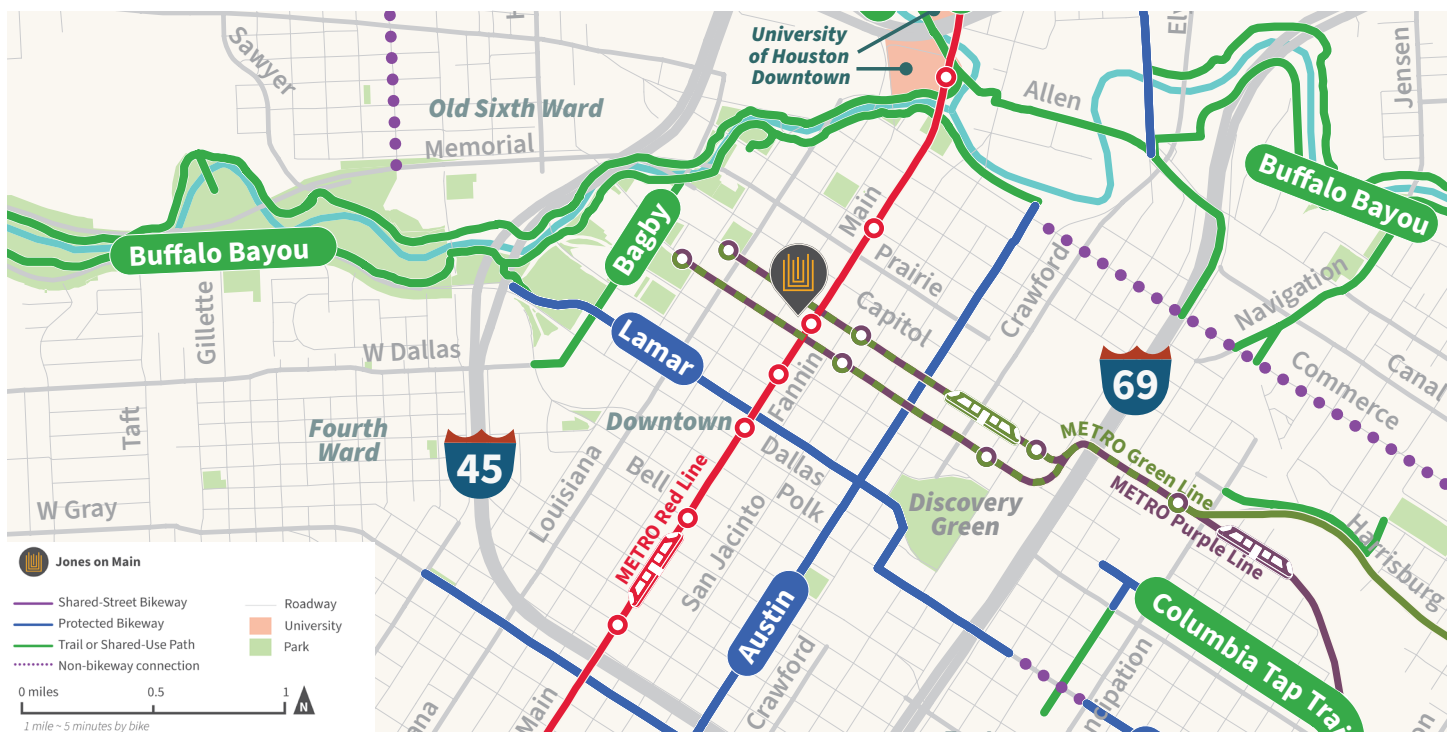 Sawyer
University
of Houston
Downtown
Allen
Jensen
Old Sixth Ward
Memorial
Buffalo Bayou
Buffalo Bayou
Bagby
Main
Prairie
Crawford
Capitol
Navigation
Gillette
W Dallas
Lamar
Fannin
69
Commerce
Canal
Taft
Fourth
Ward
Downtown
45
Louisiana
Bell
Dallas
Polk
METRO Green Line
METRO Purple Line
METRO Red Line
San Jacinto
Discovery
Green
W Gray
Harrisburg
Jones on Main
Shared-Street Bikeway
Protected Bikeway
Trail or Shared-Use Path
Non-bikeway connection
Roadway
University
Park
0 miles
0.5
1
N
1 mile ~ 5 minutes by bike
Austin
Crawford
Main
Columbia Tap Trai